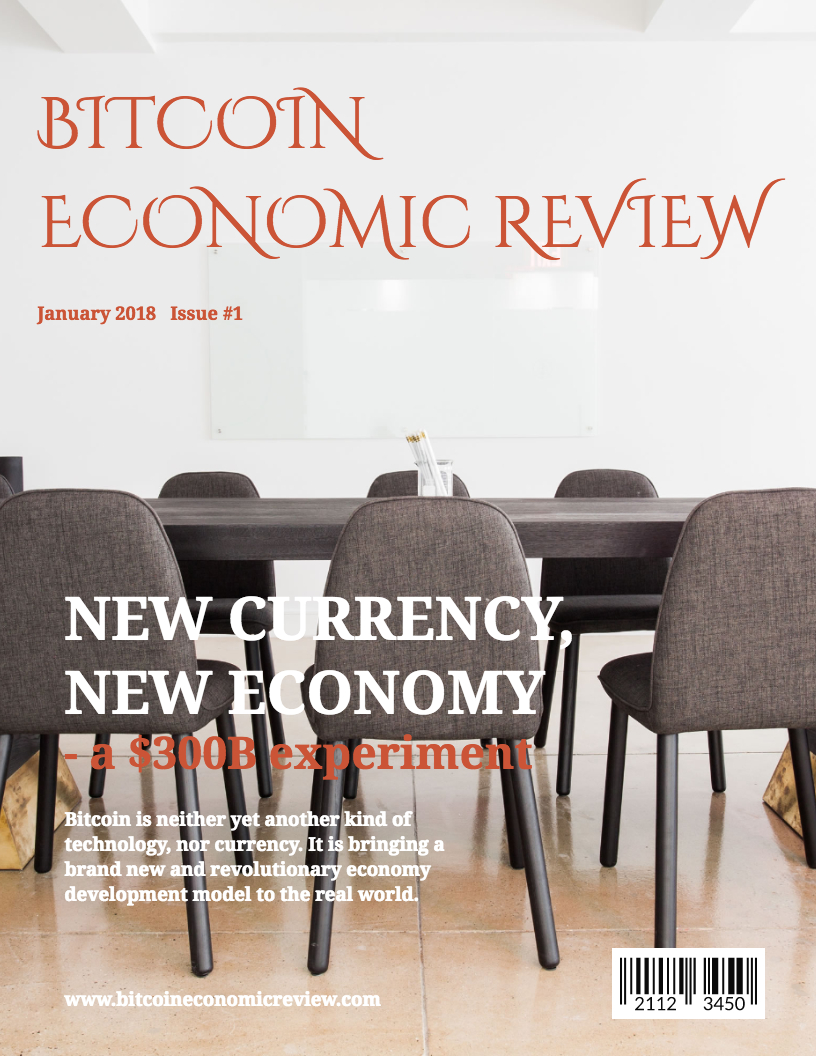 BITCOIN
ECONOMIC REVIEW
January 2018 Issue #1
NEW CURRENCY,
NEW ECONOMY
- a $300B experiment
Bitcoin is neither yet another kind of
technology, nor currency. It is bringing a
brand new and revolutionary economy
development model to the real world.
www.bitcoineconomicreview.com
2112 3450